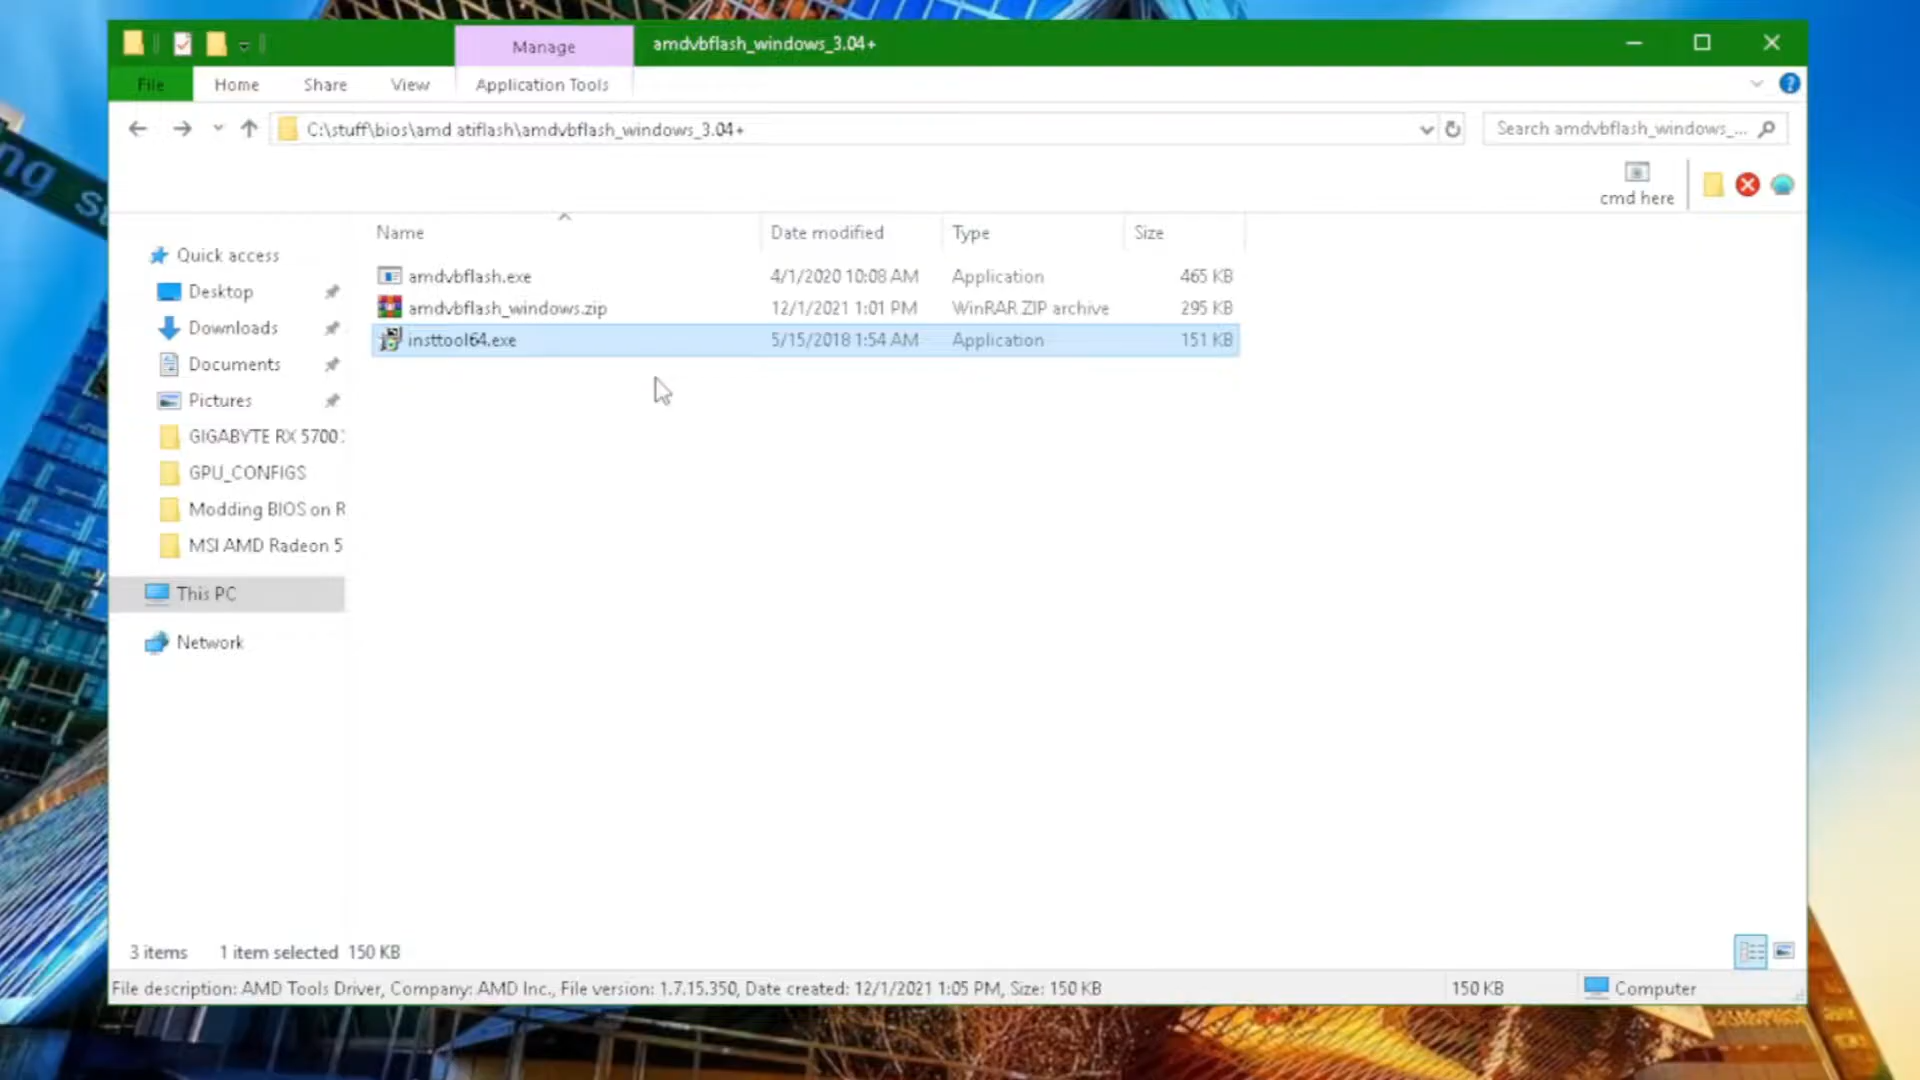 Manage
amdvbflash_windows_3.04+
File
Home
Share
View
Application Tools
C:\stuff\bios\amd atiflash\amdvbflash_windows_3.04+
Search amdvbflash_windows_...
cmd here
Name
Date modified
Type
Size
amdvbflash.exe 4/1/2020 10:08 AM Application 465 KB
amdvbflash_windows.zip 12/1/2021 1:01 PM WinRAR ZIP archive 295 KB
insttool64.exe 5/15/2018 1:54 AM Application 151 KB
Quick access
Desktop
Downloads
Documents
Pictures
GIGABYTE RX 5700
GPU_CONFIGS
Modding BIOS on R
MSI AMD Radeon 5
This PC
Network
3 items 1 item selected 150 KB
File description: AMD Tools Driver, Company: AMD Inc., File version: 1.7.15.350, Date created: 12/1/2021 1:05 PM, Size: 150 KB
150 KB
Computer
ng